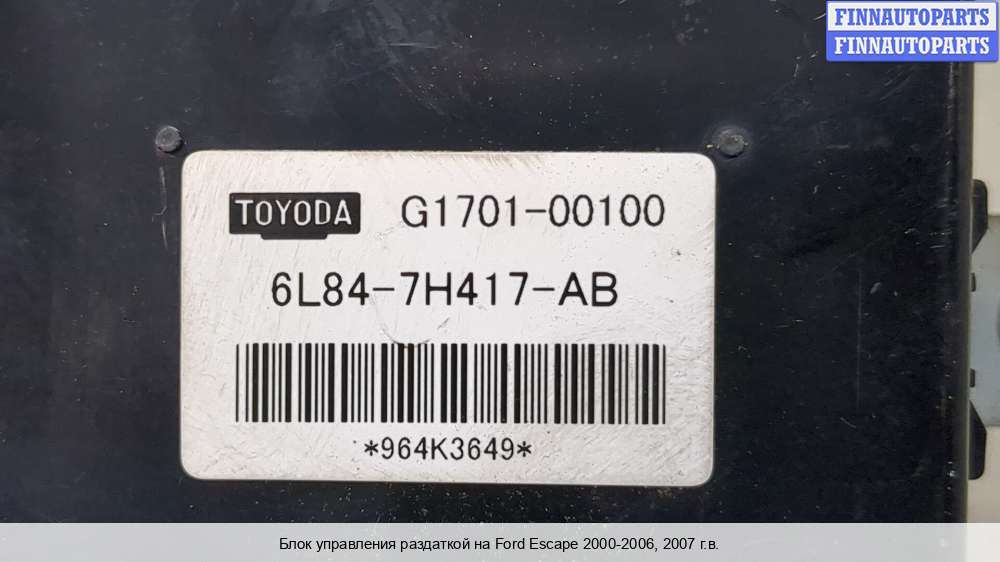 FINNAUTOPARTS
FINNAUTOPARTS
TOYODA G1701-00100
6L84-7H417-AB
*964K3649*
Блок управления раздаткой на Ford Escape 2000-2006, 2007 г.в.